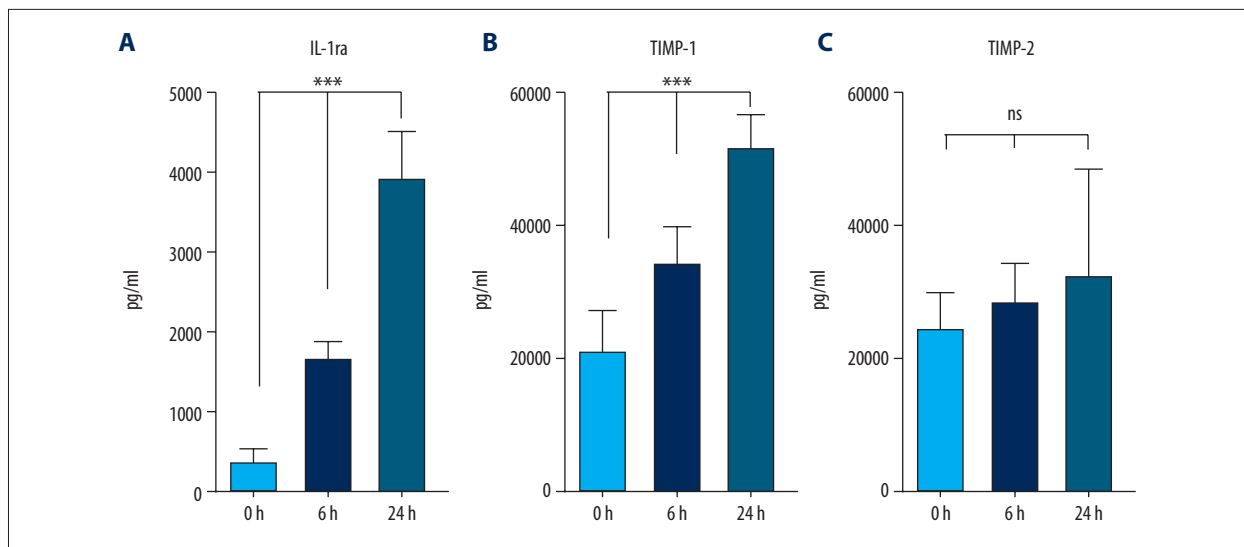 A
IL-1ra
***
5000
4000
3000
2000
1000
0
pg/ml
0 h 6 h 24 h
B
TIMP-1
***
60000
40000
20000
0
pg/ml
0 h 6 h 24 h
C
TIMP-2
ns
60000
40000
20000
0
pg/ml
0 h 6 h 24 h